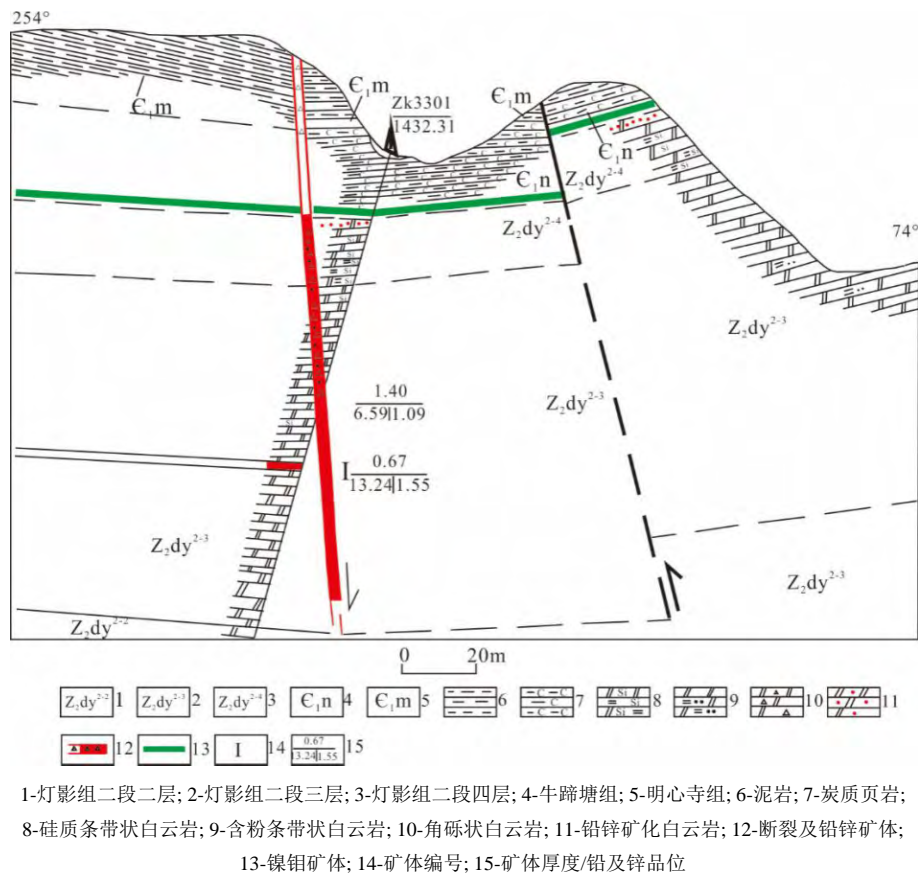 254°
Є₁m
Є₁m
Zk3301
1432.31
Є₁m
Є₁n
Є₁n
Z₂dy²⁻⁴
Z₂dy²⁻⁴
74°
Z₂dy²⁻³
Z₂dy²⁻³
1.40
6.59|1.09
I 0.67
13.24|1.55
Z₂dy²⁻³
Z₂dy²⁻³
Z₂dy²⁻²
0 20m
Z₂dy²⁻² 1 Z₂dy²⁻³ 2 Z₂dy²⁻⁴ 3 Є₁n 4 Є₁m 5 6 C C C C 7 Si Si 8 9 10 11
12 13 I 14 0.67 13.24|1.55 15
1-灯影组二段二层; 2-灯影组二段三层; 3-灯影组二段四层; 4-牛蹄塘组; 5-明心寺组; 6-泥岩; 7-炭质页岩;
8-硅质条带状白云岩; 9-含粉条带状白云岩; 10-角砾状白云岩; 11-铅锌矿化白云岩; 12-断裂及铅锌矿体;
13-镍钼矿体; 14-矿体编号; 15-矿体厚度/铅及锌品位